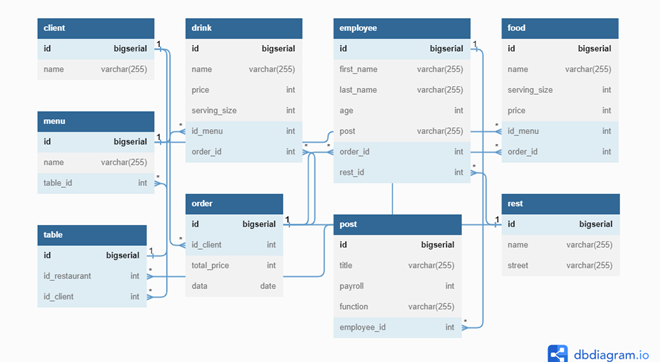 client
id bigserial
name varchar(255)
menu
id bigserial
name varchar(255)
table_id int
table
id bigserial
id_restaurant int
id_client int
drink
id bigserial
name varchar(255)
price int
serving_size int
id_menu int
order_id int
order
id bigserial
id_client int
total_price int
data date
employee
id bigserial
first_name varchar(255)
last_name varchar(255)
age int
post varchar(255)
order_id int
rest_id int
post
id bigserial
title varchar(255)
payroll int
function varchar(255)
employee_id int
food
id bigserial
name varchar(255)
serving_size int
price int
id_menu int
order_id int
rest
id bigserial
name varchar(255)
street varchar(255)
1
1
1
1
1
1
*
*
*
*
*
*
*
*
*
*
*
dbdiagram.io